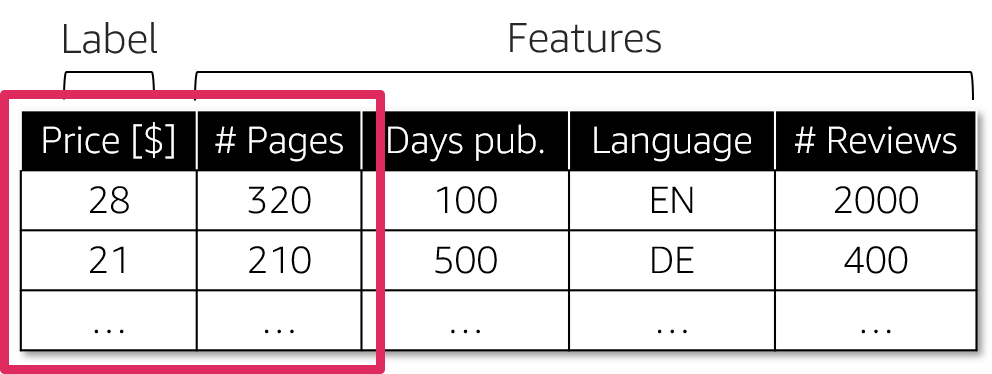 Label Features
Price [$] # Pages Days pub. Language # Reviews
28 320 100 EN 2000
21 210 500 DE 400
... ... ... ... ...